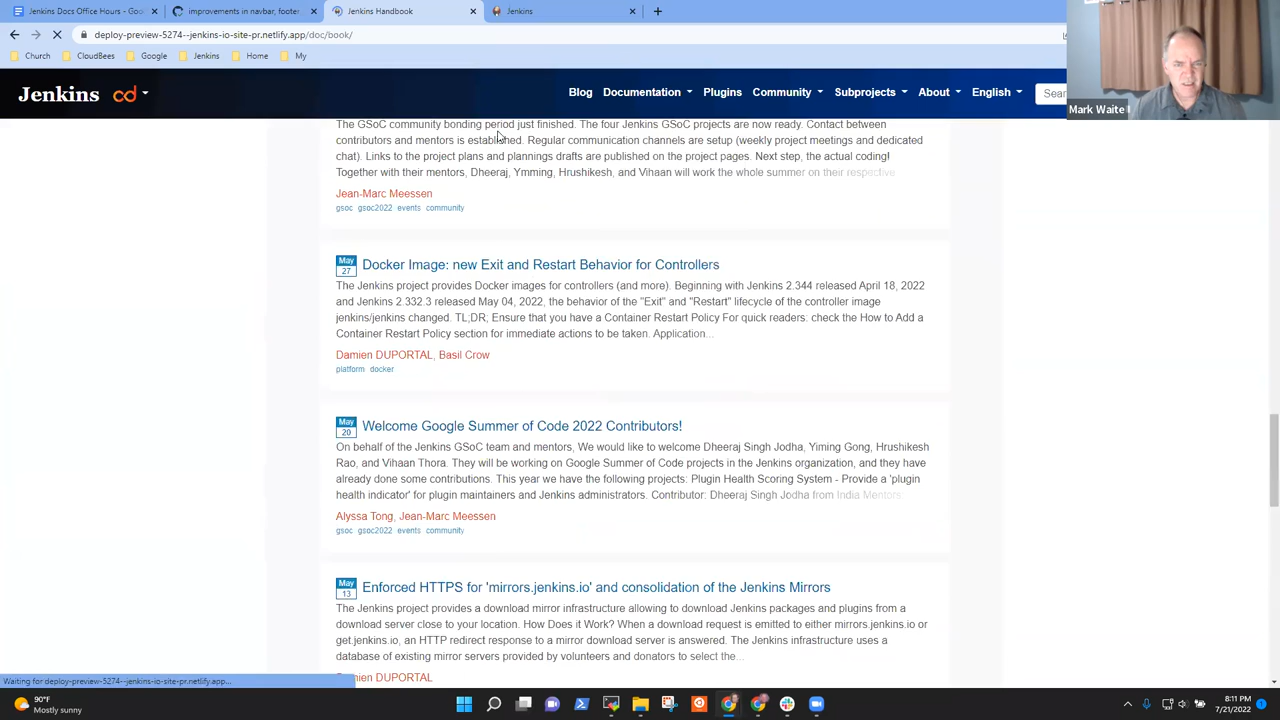 Jenkins Docs Office Hours - Goo
improvements in navbar, footer
Jenkins Handbook
Jenkins
deploy-preview-5274--jenkins-io-site-pr.netlify.app/doc/book/
Church
CloudBees
Google
Jenkins
Home
My
Jenkins cd
Blog
Documentation
Plugins
Community
Subprojects
About
English
Sear
Mark Waite
The GSoC community bonding period just finished. The four Jenkins GSoC projects are now ready. Contact between
contributors and mentors is established. Regular communication channels are setup (weekly project meetings and dedicated
chat). Links to the project plans and plannings drafts are published on the project pages. Next step, the actual coding!
Together with their mentors, Dheeraj, Ymming, Hrushikesh, and Vihaan will work the whole summer on their respective
Jean-Marc Meessen
gsoc gsoc2022 events community
May
27
Docker Image: new Exit and Restart Behavior for Controllers
The Jenkins project provides Docker images for controllers (and more). Beginning with Jenkins 2.344 released April 18, 2022
and Jenkins 2.332.3 released May 04, 2022, the behavior of the "Exit" and "Restart" lifecycle of the controller image
jenkins/jenkins changed. TL;DR; Ensure that you have a Container Restart Policy For quick readers: check the How to Add a
Container Restart Policy section for immediate actions to be taken. Application...
Damien DUPORTAL, Basil Crow
platform docker
May
20
Welcome Google Summer of Code 2022 Contributors!
On behalf of the Jenkins GSoC team and mentors, We would like to welcome Dheeraj Singh Jodha, Yiming Gong, Hrushikesh
Rao, and Vihaan Thora. They will be working on Google Summer of Code projects in the Jenkins organization, and they have
already done some contributions. This year we have the following projects: Plugin Health Scoring System - Provide a 'plugin
health indicator' for plugin maintainers and Jenkins administrators. Contributor: Dheeraj Singh Jodha from India Mentors:
Alyssa Tong, Jean-Marc Meessen
gsoc gsoc2022 events community
May
13
Enforced HTTPS for 'mirrors.jenkins.io' and consolidation of the Jenkins Mirrors
The Jenkins project provides a download mirror infrastructure allowing to download Jenkins packages and plugins from a
download server close to your location. How Does it Work? When a download request is emitted to either mirrors.jenkins.io or
get.jenkins.io, an HTTP redirect response to a mirror download server is answered. The Jenkins infrastructure uses a
database of existing mirror servers provided by volunteers and donators to select the...
mien DUPORTAL
Waiting for deploy-preview-5274--jenkins-io-site-pr.netlify.app...
90°F
Mostly sunny
8:11 PM
7/21/2022